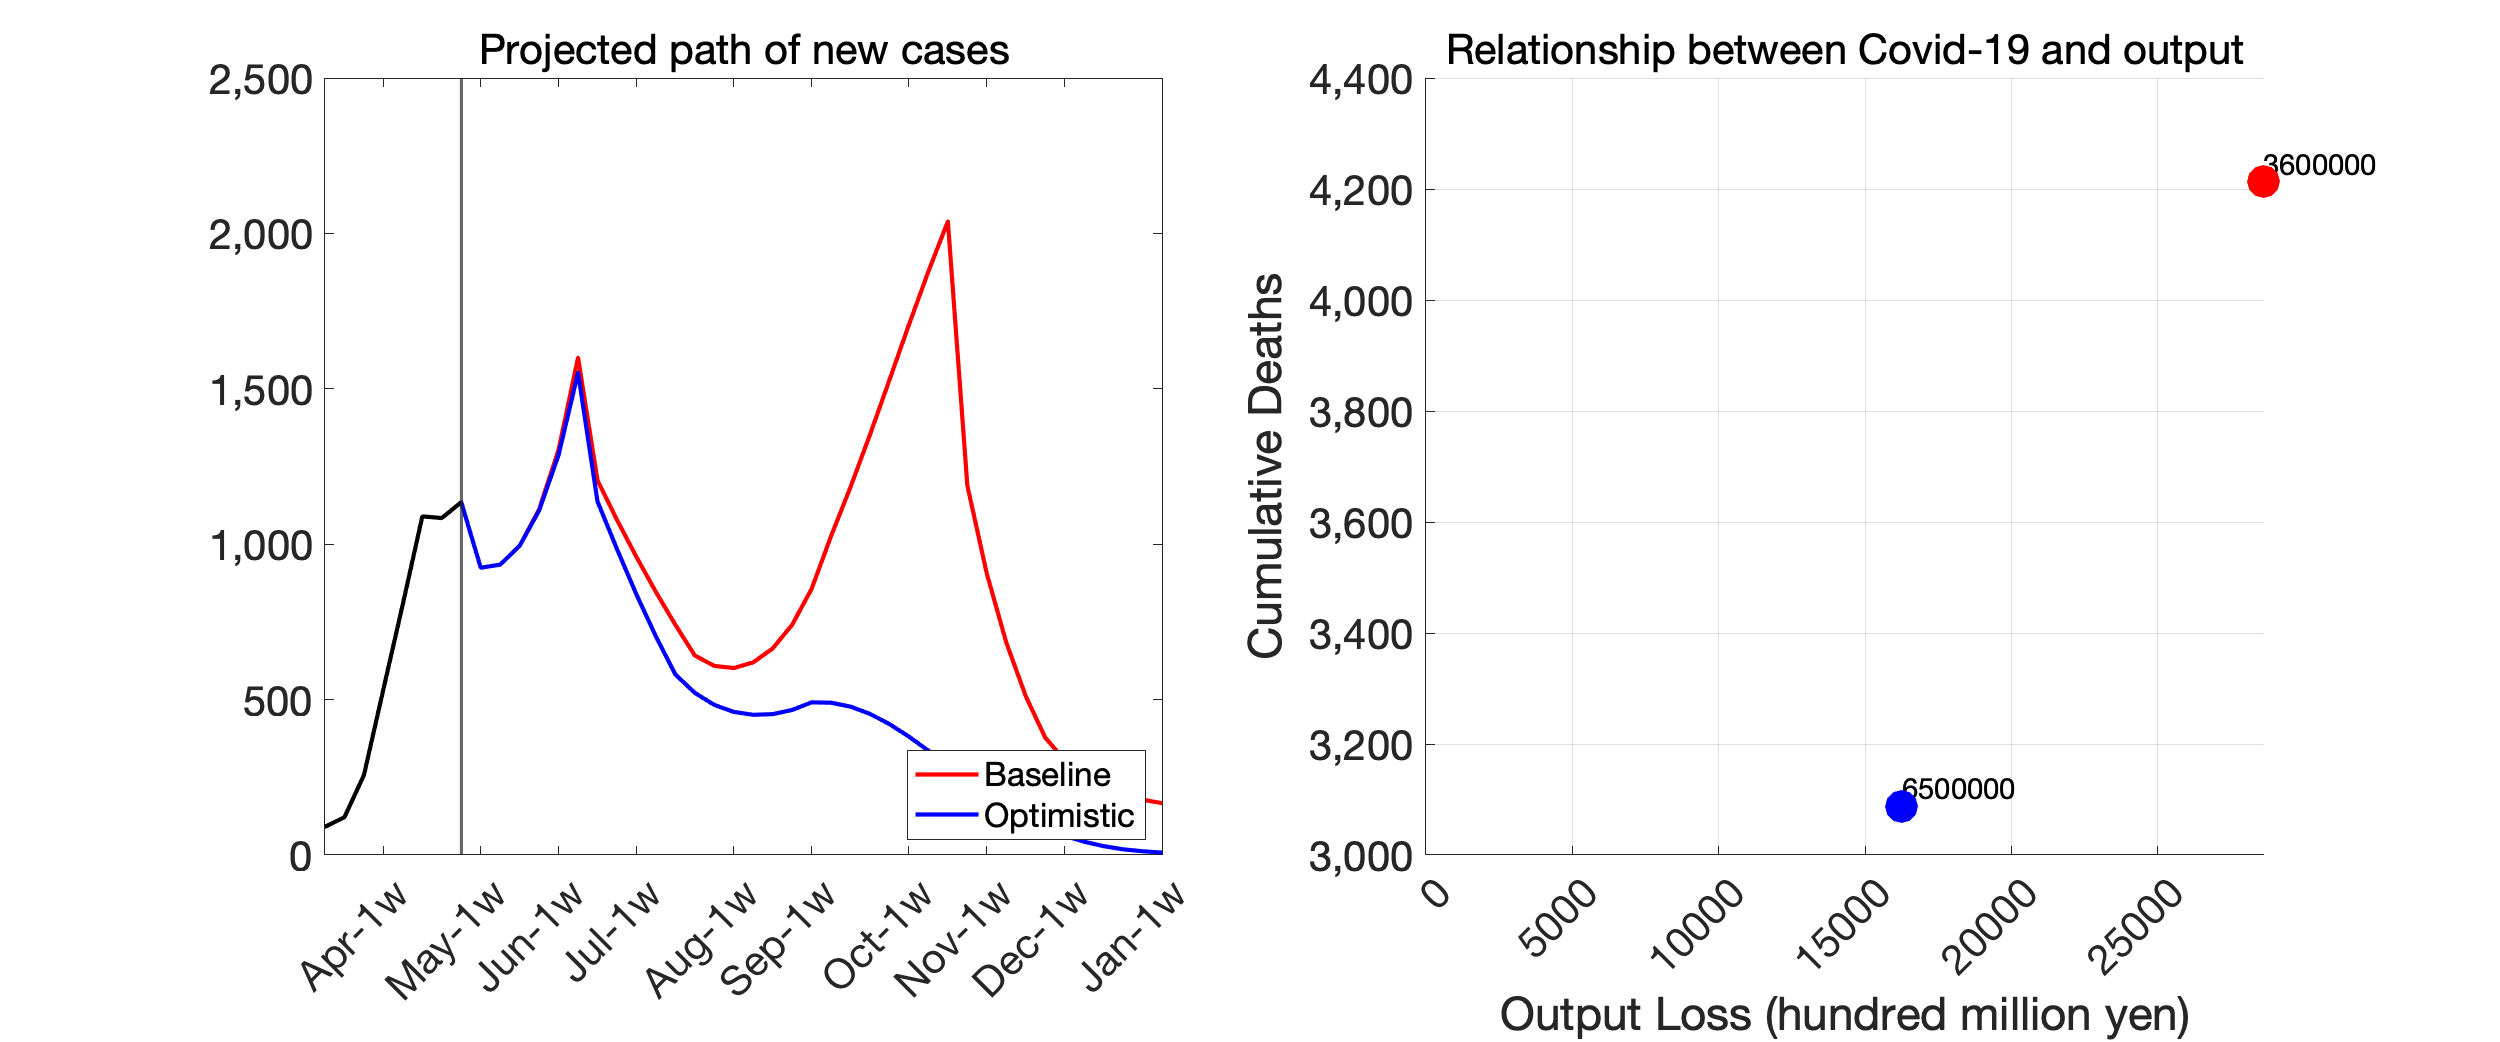 Projected path of new cases
2,500
2,000
1,500
1,000
500
0
Apr-1w
May-1w
Jun-1w
Jul-1w
Aug-1w
Sep-1w
Oct-1w
Nov-1w
Dec-1w
Jan-1w
Baseline
Optimistic
Relationship between Covid-19 and output
Cumulative Deaths
4,400
4,200
4,000
3,800
3,600
3,400
3,200
3,000
3600000
6500000
0
5000
10000
15000
20000
25000
Output Loss (hundred million yen)